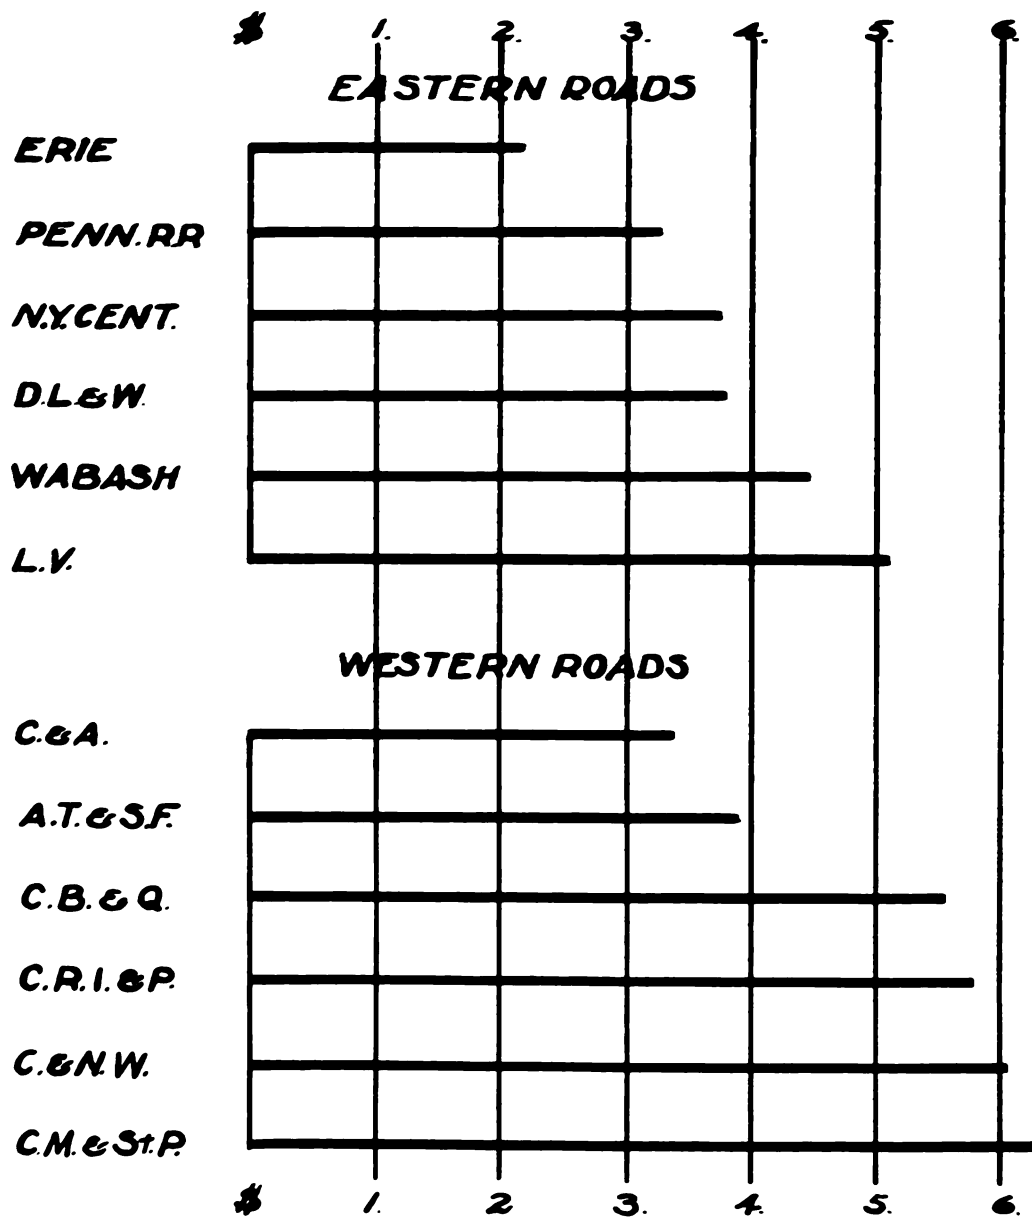 $ 1. 2. 3. 4. 5. 6.
EASTERN ROADS
ERIE
PENN.R.R
N.Y.CENT.
D.L.&W.
WABASH
L.V.
WESTERN ROADS
C.&A.
A.T.&S.F.
C.B.&Q.
C.R.I.&P.
C.&N.W.
C.M.&St.P.
$ 1. 2. 3. 4. 5. 6.